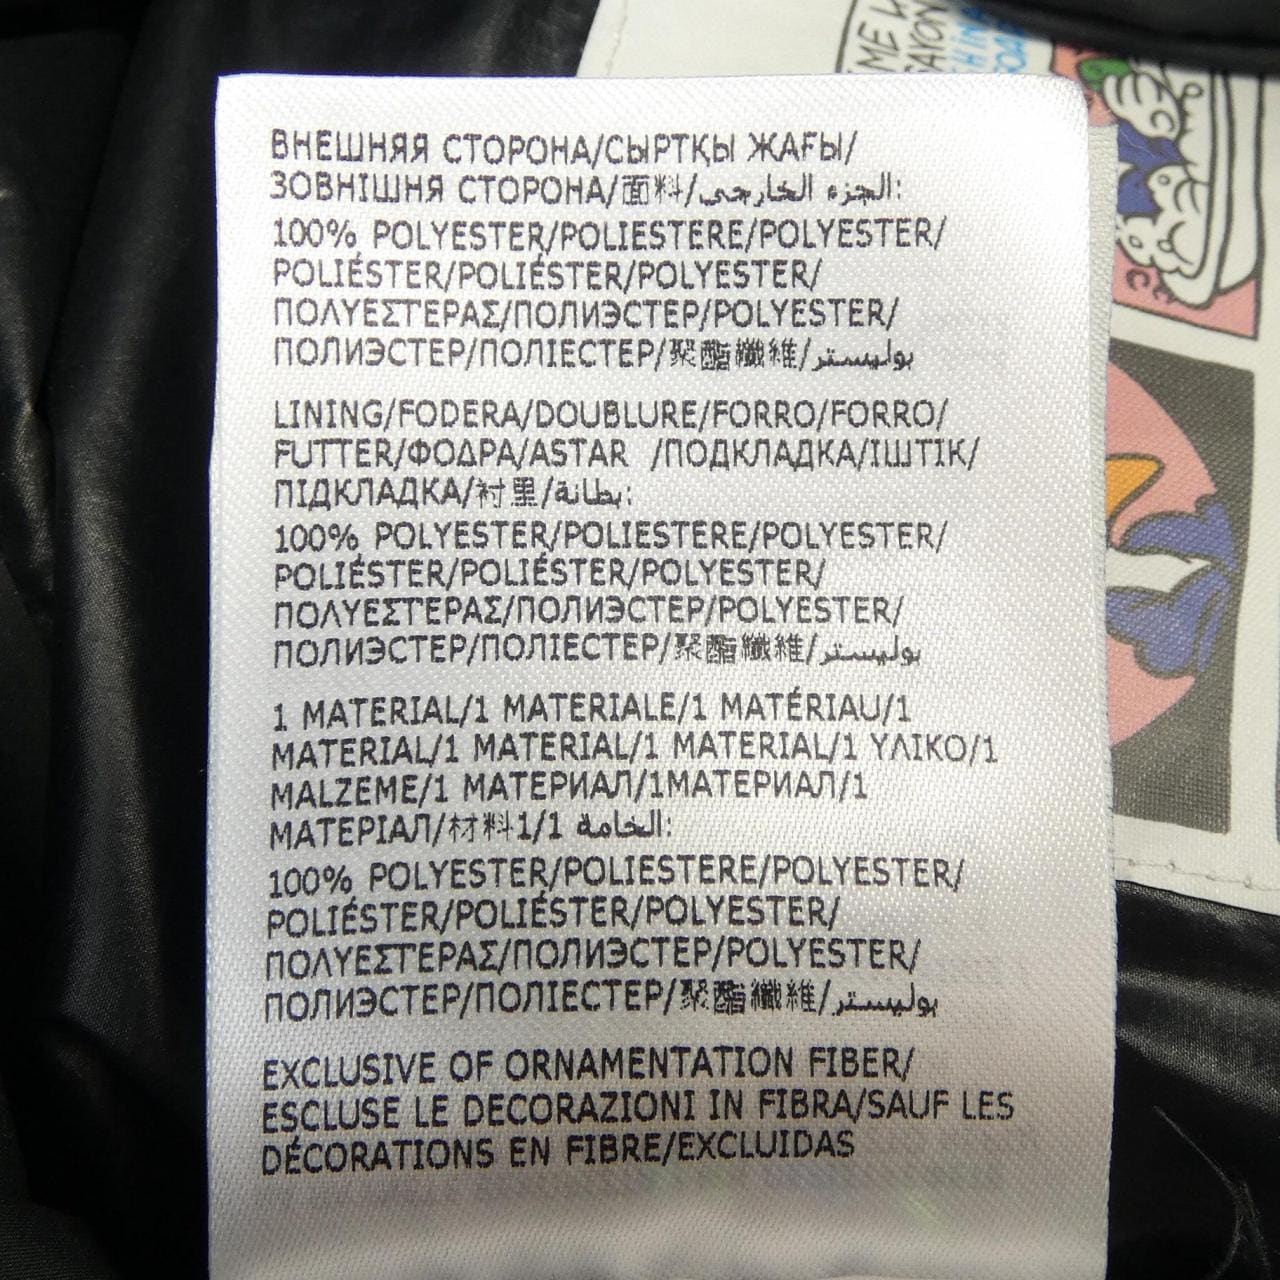 ВНЕШНЯЯ СТОРОНА/СЫРТҚЫ ЖАҒЫ/
ЗОВНІШНЯ СТОРОНА/面料/الجزء الخارجي:
100% POLYESTER/POLIESTERE/POLYESTER/
POLIÉSTER/POLIÉSTER/POLYESTER/
ΠΟΛΥΕΣΤΕΡΑΣ/ПОЛИЭСТЕР/POLYESTER/
ПОЛИЭСТЕР/ПОЛІЕСТЕР/聚酯纖維/بوليستر
LINING/FODERA/DOUBLURE/FORRO/FORRO/
FUTTER/ΦΟΔΡΑ/ASTAR /ПОДКЛАДКА/ІШТІК/
ПІДКЛАДКА/衬里/بطانة:
100% POLYESTER/POLIESTERE/POLYESTER/
POLIÉSTER/POLIÉSTER/POLYESTER/
ΠΟΛΥΕΣΤΕΡΑΣ/ПОЛИЭСТЕР/POLYESTER/
ПОЛИЭСТЕР/ПОЛІЕСТЕР/聚酯纖維/بوليستر
1 MATERIAL/1 MATERIALE/1 MATÉRIAU/1
MATERIAL/1 MATERIAL/1 MATERIAL/1 ΥΛΙΚΟ/1
MALZEME/1 МАТЕРИАЛ/1МАТЕРИАЛ/1
МАТЕРІАЛ/材料1/1 الخامة:
100% POLYESTER/POLIESTERE/POLYESTER/
POLIÉSTER/POLIÉSTER/POLYESTER/
ΠΟΛΥΕΣΤΕΡΑΣ/ПОЛИЭСТЕР/POLYESTER/
ПОЛИЭСТЕР/ПОЛІЕСТЕР/聚酯纖維/بوليستر
EXCLUSIVE OF ORNAMENTATION FIBER/
ESCLUSE LE DECORAZIONI IN FIBRA/SAUF LES
DÉCORATIONS EN FIBRE/EXCLUIDAS